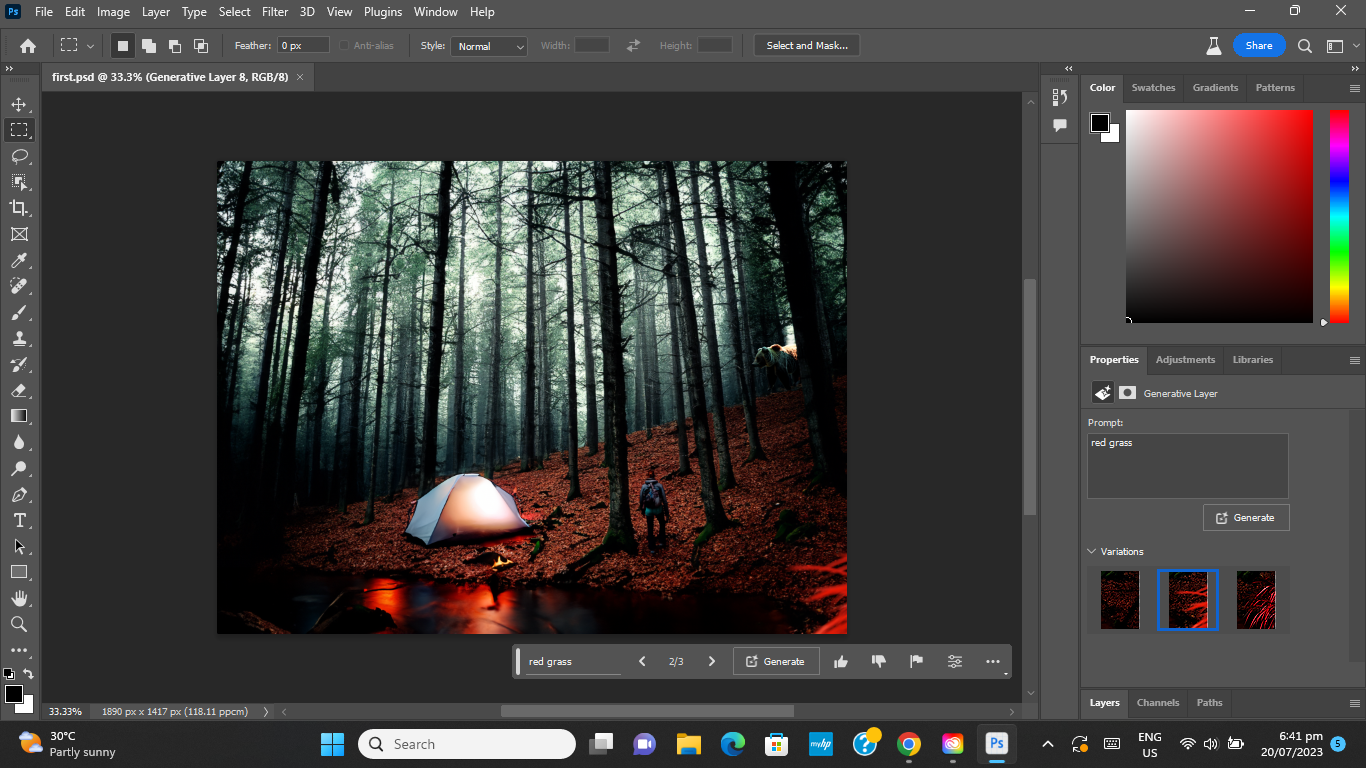 Ps File Edit Image Layer Type Select Filter 3D View Plugins Window Help
Feather: 0 px Anti-alias Style: Normal Width: Height: Select and Mask... Share
first.psd @ 33.3% (Generative Layer 8, RGB/8) ×
Color Swatches Gradients Patterns
Properties Adjustments Libraries
Generative Layer
Prompt:
red grass
Generate
Variations
red grass 2/3 Generate
Layers Channels Paths
33.33% 1890 px x 1417 px (118.11 ppcm)
30°C
Partly sunny
Search
myhp
Ps
ENG
US
6:41 pm
20/07/2023
5